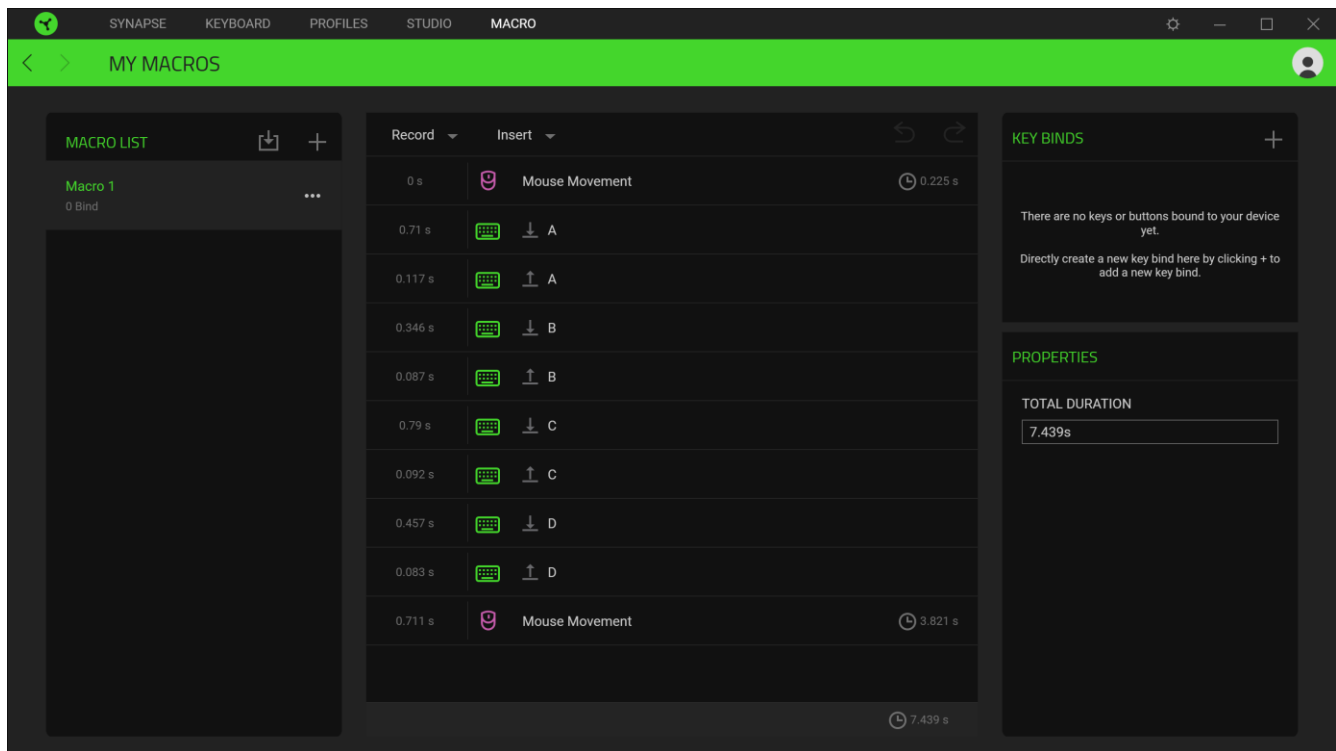 SYNAPSE KEYBOARD PROFILES STUDIO MACRO
MY MACROS
MACRO LIST
Macro 1
0 Bind
Record Insert
0 s Mouse Movement 0.225 s
0.71 s A
0.117 s A
0.346 s B
0.087 s B
0.79 s C
0.092 s C
0.457 s D
0.083 s D
0.711 s Mouse Movement 3.821 s
7.439 s
KEY BINDS
There are no keys or buttons bound to your device
yet.
Directly create a new key bind here by clicking + to
add a new key bind.
PROPERTIES
TOTAL DURATION
7.439s